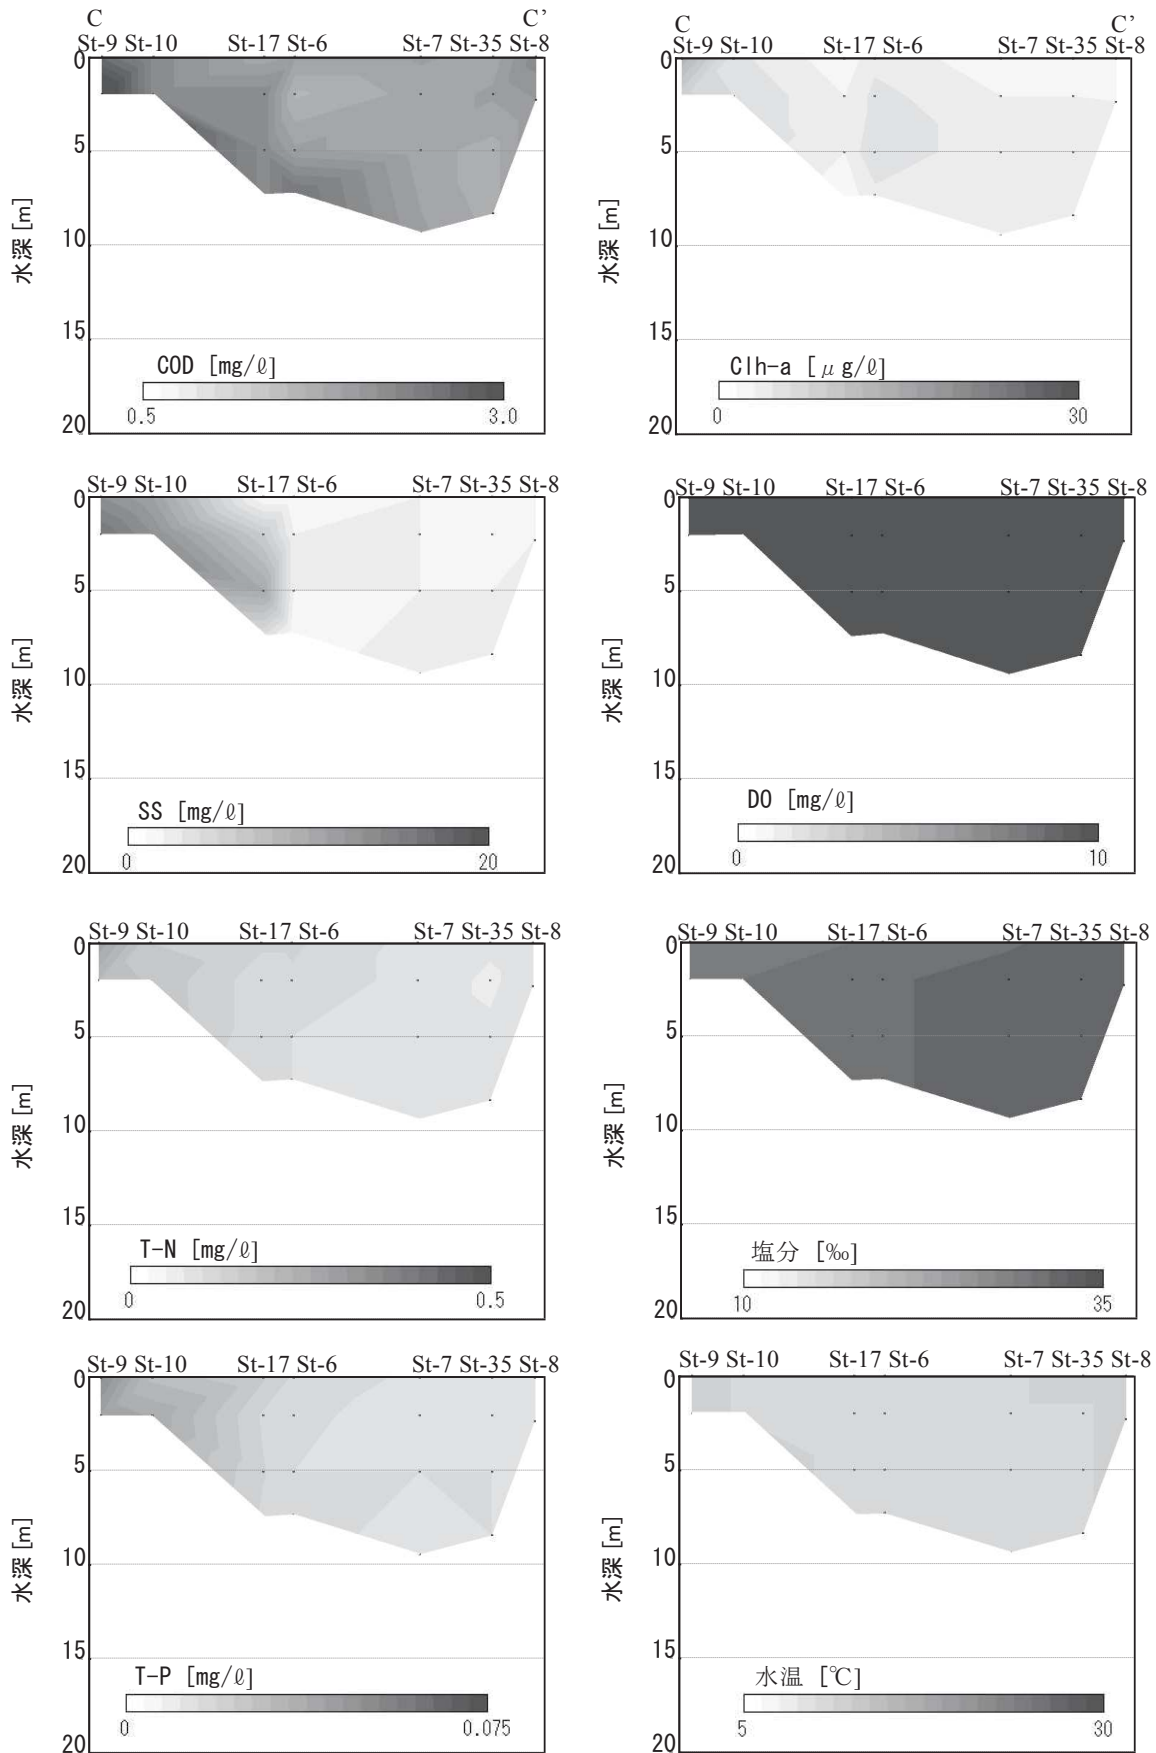 C C’
St-9 St-10 St-17 St-6 St-7 St-35 St-8
0
5
10
15
20
水深 [m]
COD [mg/ℓ]
0.5 3.0
C C’
St-9 St-10 St-17 St-6 St-7 St-35 St-8
0
5
10
15
20
水深 [m]
Clh-a [μg/ℓ]
0 30
St-9 St-10 St-17 St-6 St-7 St-35 St-8
0
5
10
15
20
水深 [m]
SS [mg/ℓ]
0 20
St-9 St-10 St-17 St-6 St-7 St-35 St-8
0
5
10
15
20
水深 [m]
DO [mg/ℓ]
0 10
St-9 St-10 St-17 St-6 St-7 St-35 St-8
0
5
10
15
20
水深 [m]
T-N [mg/ℓ]
0 0.5
St-9 St-10 St-17 St-6 St-7 St-35 St-8
0
5
10
15
20
水深 [m]
塩分 [‰]
10 35
St-9 St-10 St-17 St-6 St-7 St-35 St-8
0
5
10
15
20
水深 [m]
T-P [mg/ℓ]
0 0.075
St-9 St-10 St-17 St-6 St-7 St-35 St-8
0
5
10
15
20
水深 [m]
水温 [℃]
5 30